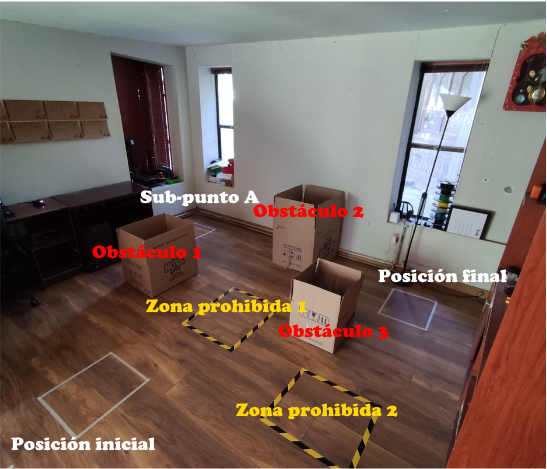 Sub-punto A
Obstáculo 2
Obstáculo 1
Posición final
Zona prohibida 1
Obstáculo 3
Zona prohibida 2
Posición inicial